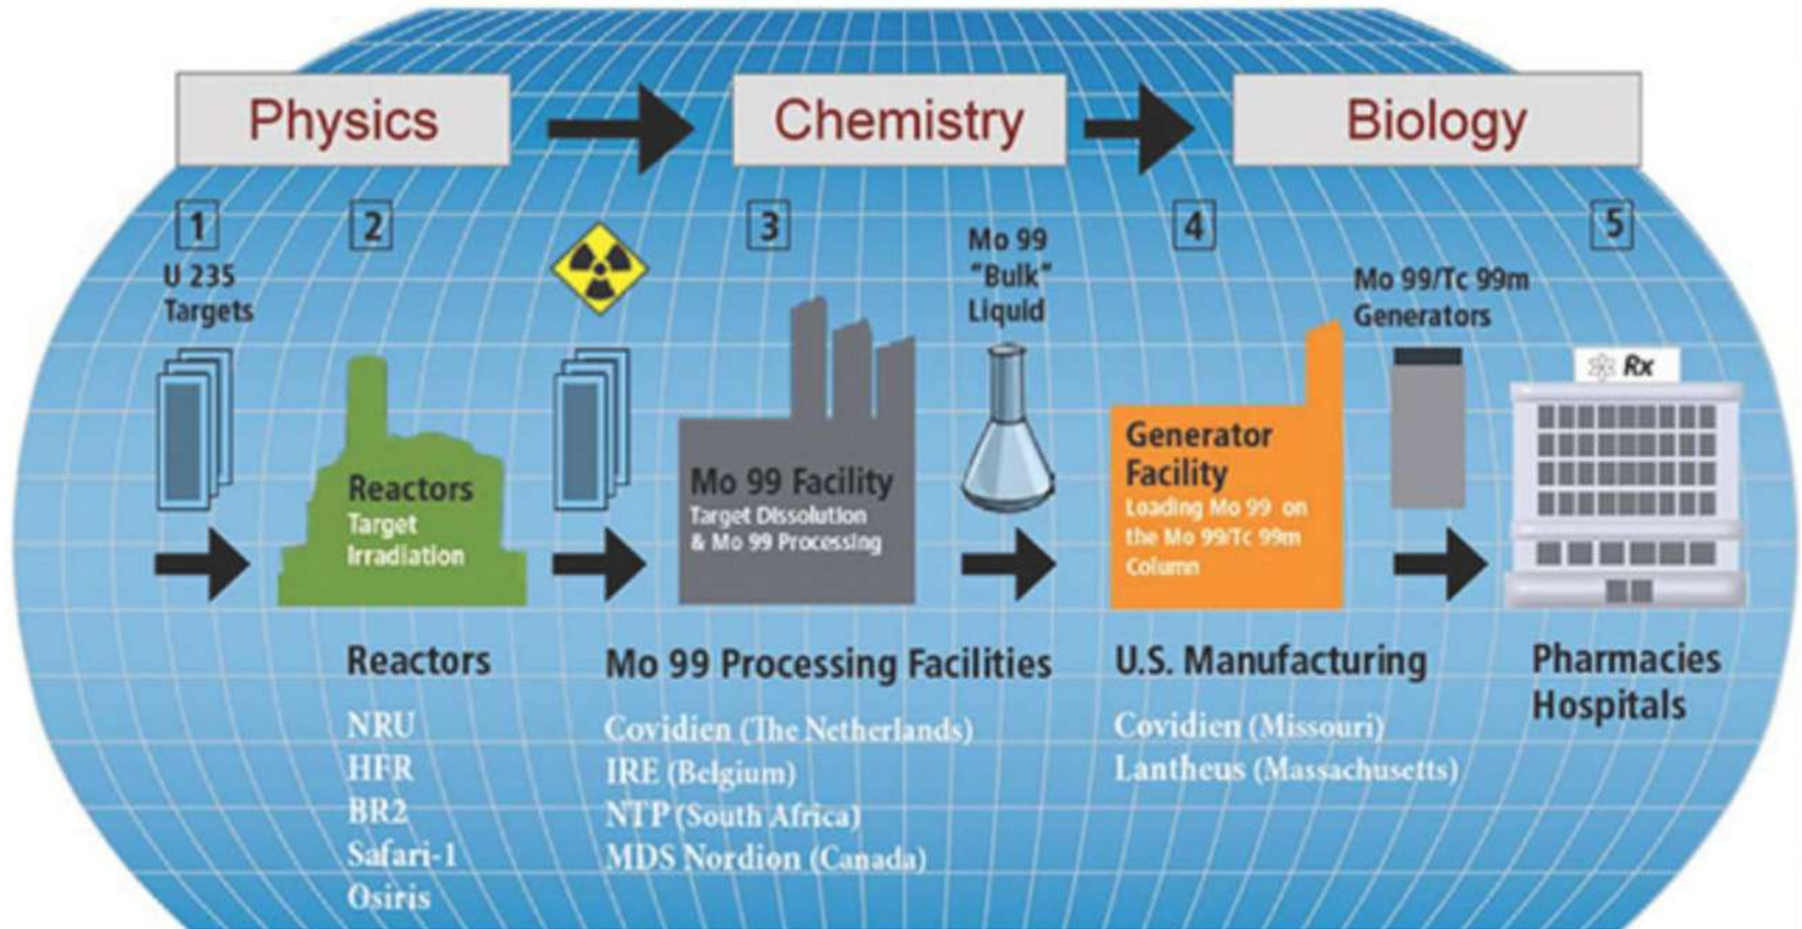 Physics
Chemistry
Biology
1
U 235
Targets
2
3
Mo 99
"Bulk"
Liquid
4
Mo 99/Tc 99m
Generators
5
Rx
Reactors
Target
Irradiation
Mo 99 Facility
Target Dissolution
& Mo 99 Processing
Generator
Facility
Loading Mo 99 on
the Mo 99/Tc 99m
Column
Reactors
NRU
HFR
BR2
Safari-1
Osiris
Mo 99 Processing Facilities
Covidien (The Netherlands)
IRE (Belgium)
NTP (South Africa)
MDS Nordion (Canada)
U.S. Manufacturing
Covidien (Missouri)
Lantheus (Massachusetts)
Pharmacies
Hospitals